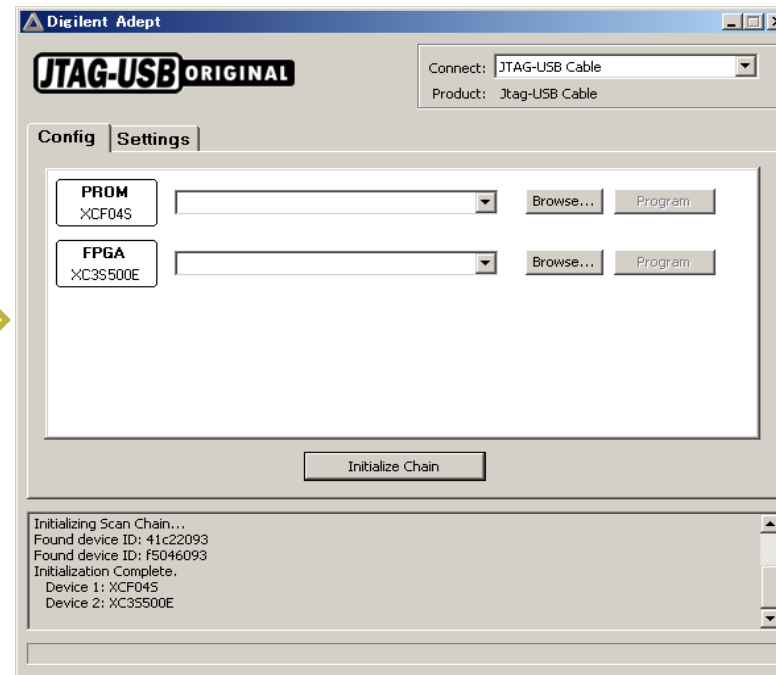 Digilent Adept
JTAG-USB ORIGINAL
Connect: JTAG-USB Cable
Product: Jtag-USB Cable
Config Settings
PROM
XCF04S
Browse... Program
FPGA
XC3S500E
Browse... Program
Initialize Chain
Initializing Scan Chain...
Found device ID: 41c22093
Found device ID: f5046093
Initialization Complete.
Device 1: XCF04S
Device 2: XC3S500E